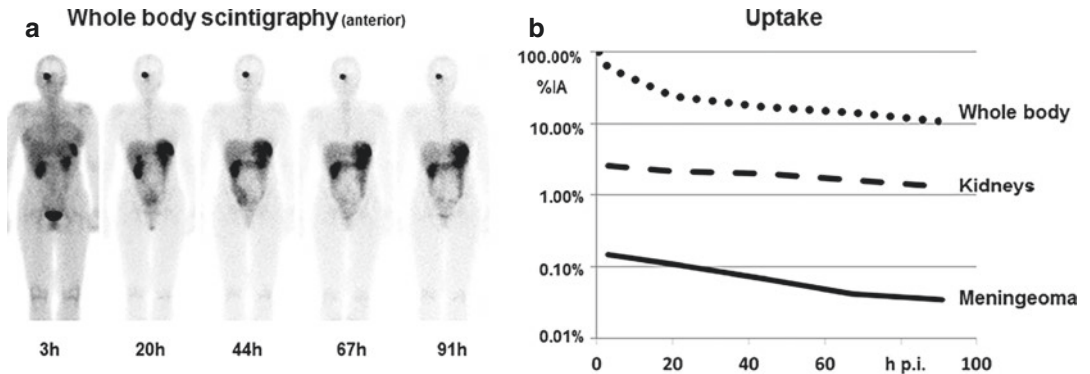 Whole body scintigraphy (anterior)
a
3h 20h 44h 67h 91h
Uptake
b
100.00%
%IA
10.00%
1.00%
0.10%
0.01%
Whole body
Kidneys
Meningeoma
0 20 40 60 h p.i. 100